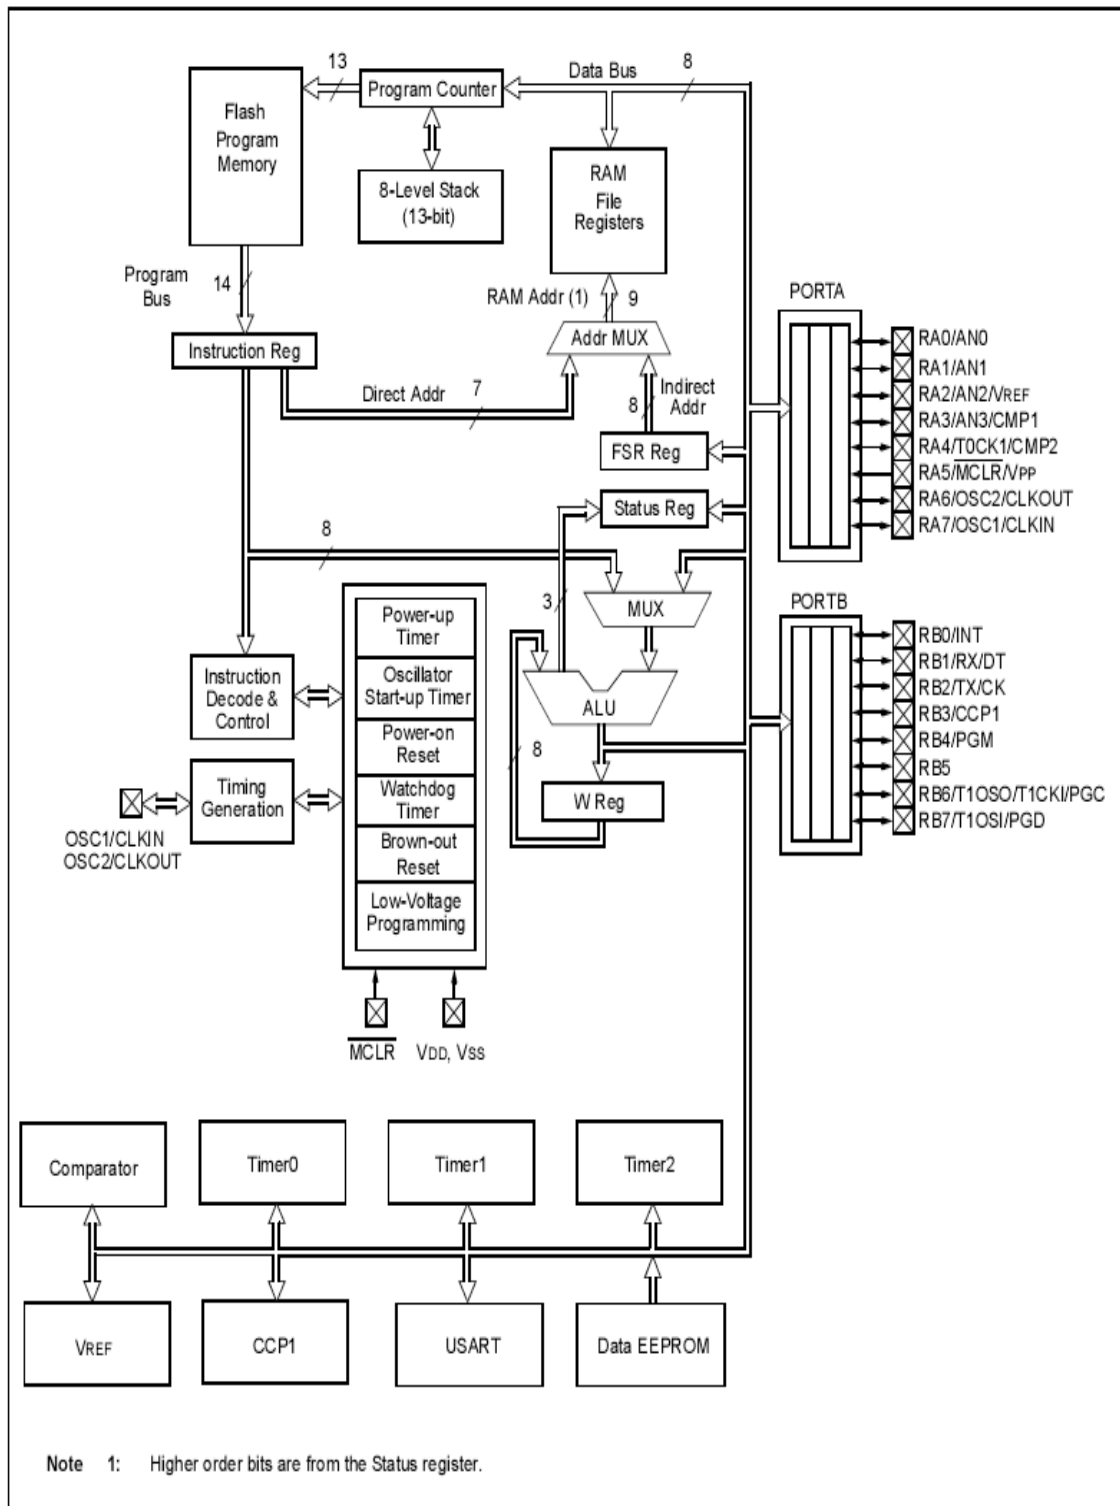 13
Data Bus
8
Flash
Program
Memory
Program Counter
8-Level Stack
(13-bit)
RAM
File
Registers
Program
Bus
14
RAM Addr (1)
9
Instruction Reg
Addr MUX
Direct Addr
7
Indirect
Addr
8
FSR Reg
Status Reg
8
3
MUX
ALU
8
W Reg
Instruction
Decode &
Control
Timing
Generation
OSC1/CLKIN
OSC2/CLKOUT
Power-up
Timer
Oscillator
Start-up Timer
Power-on
Reset
Watchdog
Timer
Brown-out
Reset
Low-Voltage
Programming
MCLR
VDD, VSS
PORTA
RA0/AN0
RA1/AN1
RA2/AN2/VREF
RA3/AN3/CMP1
RA4/T0CK1/CMP2
RA5/MCLR/VPP
RA6/OSC2/CLKOUT
RA7/OSC1/CLKIN
PORTB
RB0/INT
RB1/RX/DT
RB2/TX/CK
RB3/CCP1
RB4/PGM
RB5
RB6/T1OSO/T1CKI/PGC
RB7/T1OSI/PGD
Comparator
Timer0
Timer1
Timer2
VREF
CCP1
USART
Data EEPROM
Note 1: Higher order bits are from the Status register.